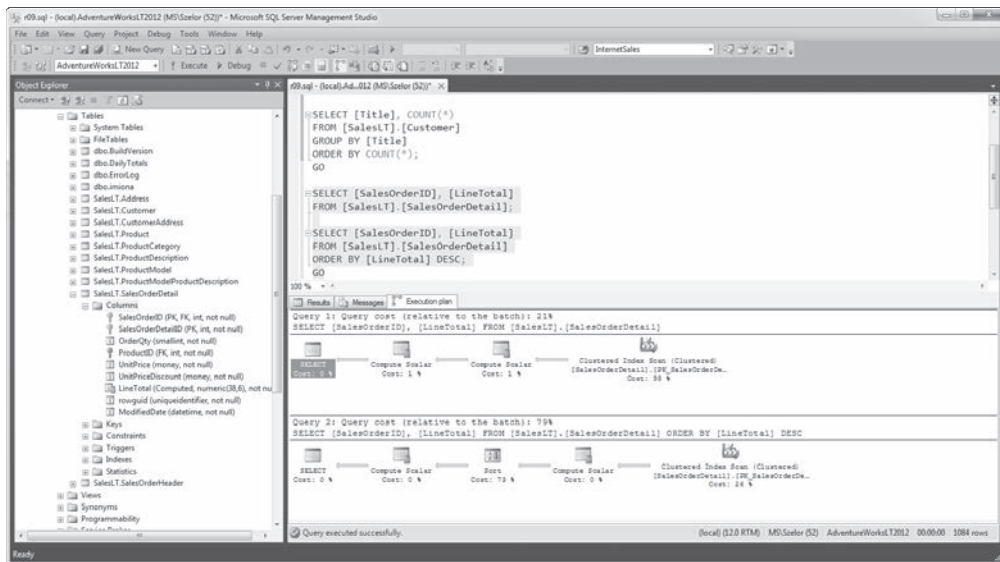 r09.sql - (local).AdventureWorksLT2012 (MS\Szelor (52))* - Microsoft SQL Server Management Studio
File Edit View Query Project Debug Tools Window Help
New Query
InternetSales
AdventureWorksLT2012
Execute
Debug
Object Explorer
Connect
Tables
System Tables
FileTables
dbo.BuildVersion
dbo.DailyTotals
dbo.ErrorLog
dbo.imiona
SalesLT.Address
SalesLT.Customer
SalesLT.CustomerAddress
SalesLT.Product
SalesLT.ProductCategory
SalesLT.ProductDescription
SalesLT.ProductModel
SalesLT.ProductModelProductDescription
SalesLT.SalesOrderDetail
Columns
SalesOrderID (PK, FK, int, not null)
SalesOrderDetailID (PK, int, not null)
OrderQty (smallint, not null)
ProductID (FK, int, not null)
UnitPrice (money, not null)
UnitPriceDiscount (money, not null)
LineTotal (Computed, numeric(38,6), not nu
rowguid (uniqueidentifier, not null)
ModifiedDate (datetime, not null)
Keys
Constraints
Triggers
Indexes
Statistics
SalesLT.SalesOrderHeader
Views
Synonyms
Programmability
r09.sql - (local).Ad...012 (MS\Szelor (52))*
SELECT [Title], COUNT(*)
FROM [SalesLT].[Customer]
GROUP BY [Title]
ORDER BY COUNT(*);
GO
SELECT [SalesOrderID], [LineTotal]
FROM [SalesLT].[SalesOrderDetail];
SELECT [SalesOrderID], [LineTotal]
FROM [SalesLT].[SalesOrderDetail]
ORDER BY [LineTotal] DESC;
GO
100 %
Results Messages Execution plan
Query 1: Query cost (relative to the batch): 21%
SELECT [SalesOrderID], [LineTotal] FROM [SalesLT].[SalesOrderDetail]
SELECT
Cost: 0 %
Compute Scalar
Cost: 1 %
Compute Scalar
Cost: 1 %
Clustered Index Scan (Clustered)
[SalesOrderDetail].[PK_SalesOrderDe...
Cost: 98 %
Query 2: Query cost (relative to the batch): 79%
SELECT [SalesOrderID], [LineTotal] FROM [SalesLT].[SalesOrderDetail] ORDER BY [LineTotal] DESC
SELECT
Cost: 0 %
Compute Scalar
Cost: 0 %
Sort
Cost: 73 %
Compute Scalar
Cost: 0 %
Clustered Index Scan (Clustered)
[SalesOrderDetail].[PK_SalesOrderDe...
Cost: 26 %
Query executed successfully.
(local) (12.0 RTM) MS\Szelor (52) AdventureWorksLT2012 00:00:00 1084 rows
Ready